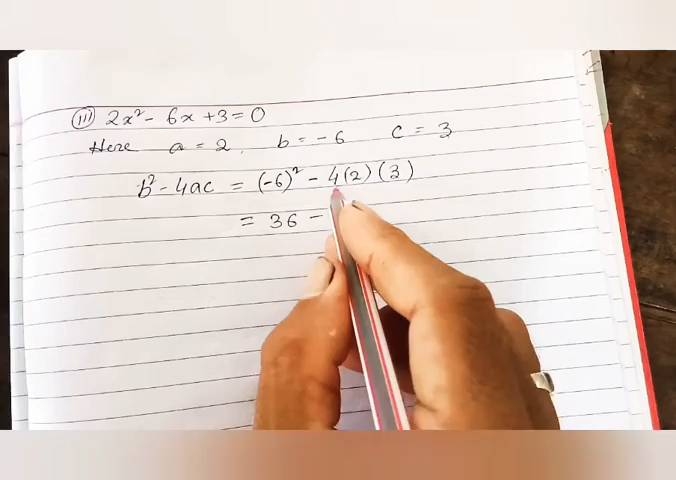 (iii) 2x² - 6x + 3 = 0
Here a = 2, b = -6 c = 3
b² - 4ac = (-6)² - 4(2)(3)
= 36 -